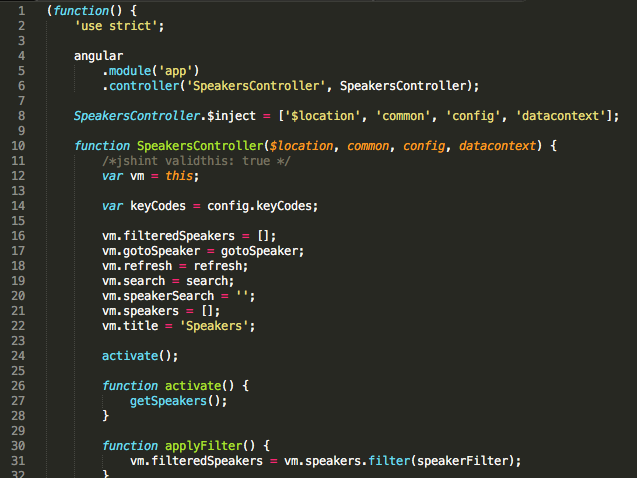 1 (function() {
2 'use strict';
3
4 angular
5 .module('app')
6 .controller('SpeakersController', SpeakersController);
7
8 SpeakersController.$inject = ['$location', 'common', 'config', 'datacontext'];
9
10 function SpeakersController($location, common, config, datacontext) {
11 /*jshint validthis: true */
12 var vm = this;
13
14 var keyCodes = config.keyCodes;
15
16 vm.filteredSpeakers = [];
17 vm.gotoSpeaker = gotoSpeaker;
18 vm.refresh = refresh;
19 vm.search = search;
20 vm.speakerSearch = '';
21 vm.speakers = [];
22 vm.title = 'Speakers';
23
24 activate();
25
26 function activate() {
27 getSpeakers();
28 }
29
30 function applyFilter() {
31 vm.filteredSpeakers = vm.speakers.filter(speakerFilter);
32 }